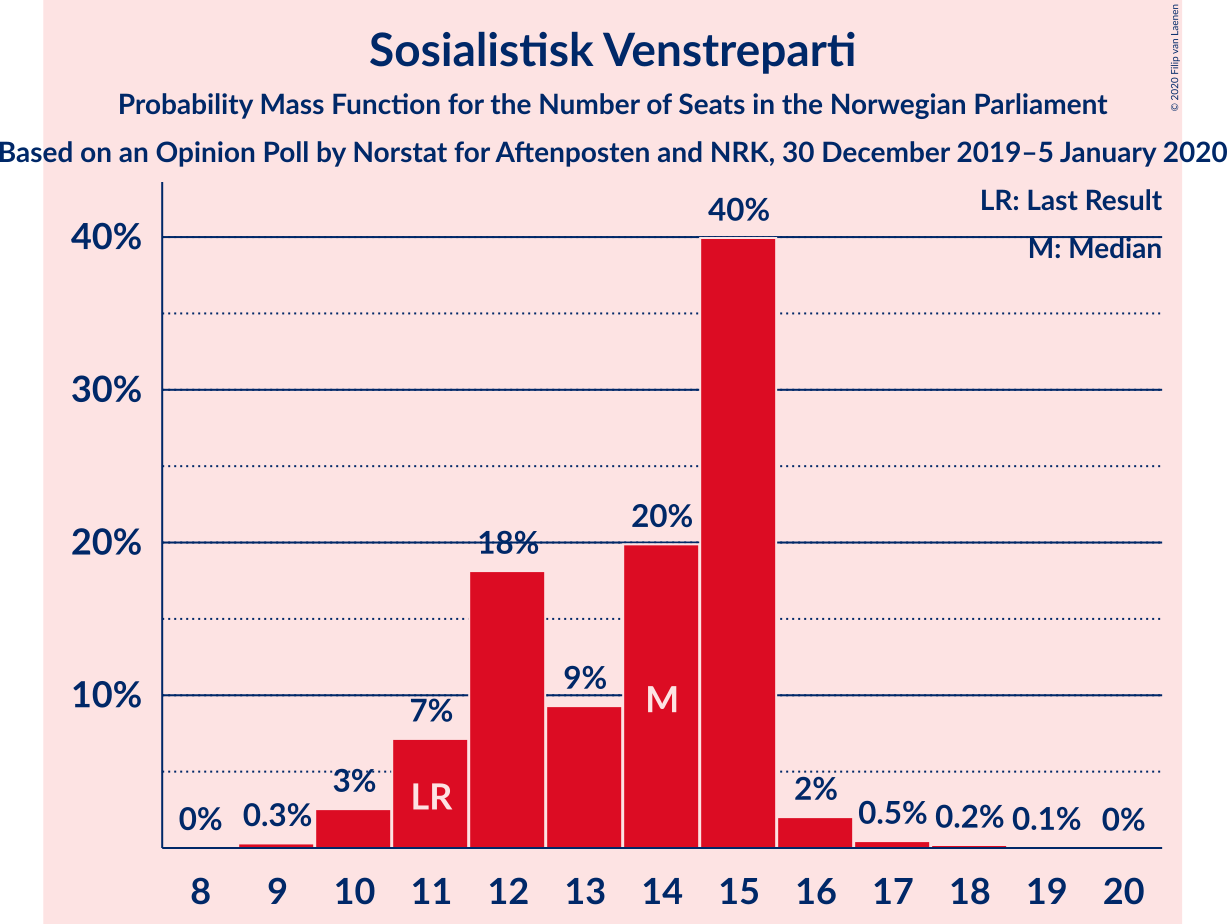 Sosialistisk Venstreparti
Probability Mass Function for the Number of Seats in the Norwegian Parliament
Based on an Opinion Poll by Norstat for Aftenposten and NRK, 30 December 2019–5 January 2020
© 2020 Filip van Laenen
LR: Last Result
M: Median
40%
30%
20%
10%
0%
0.3%
3%
7%
18%
9%
20%
40%
2%
0.5%
0.2%
0.1%
0%
LR
M
8 9 10 11 12 13 14 15 16 17 18 19 20